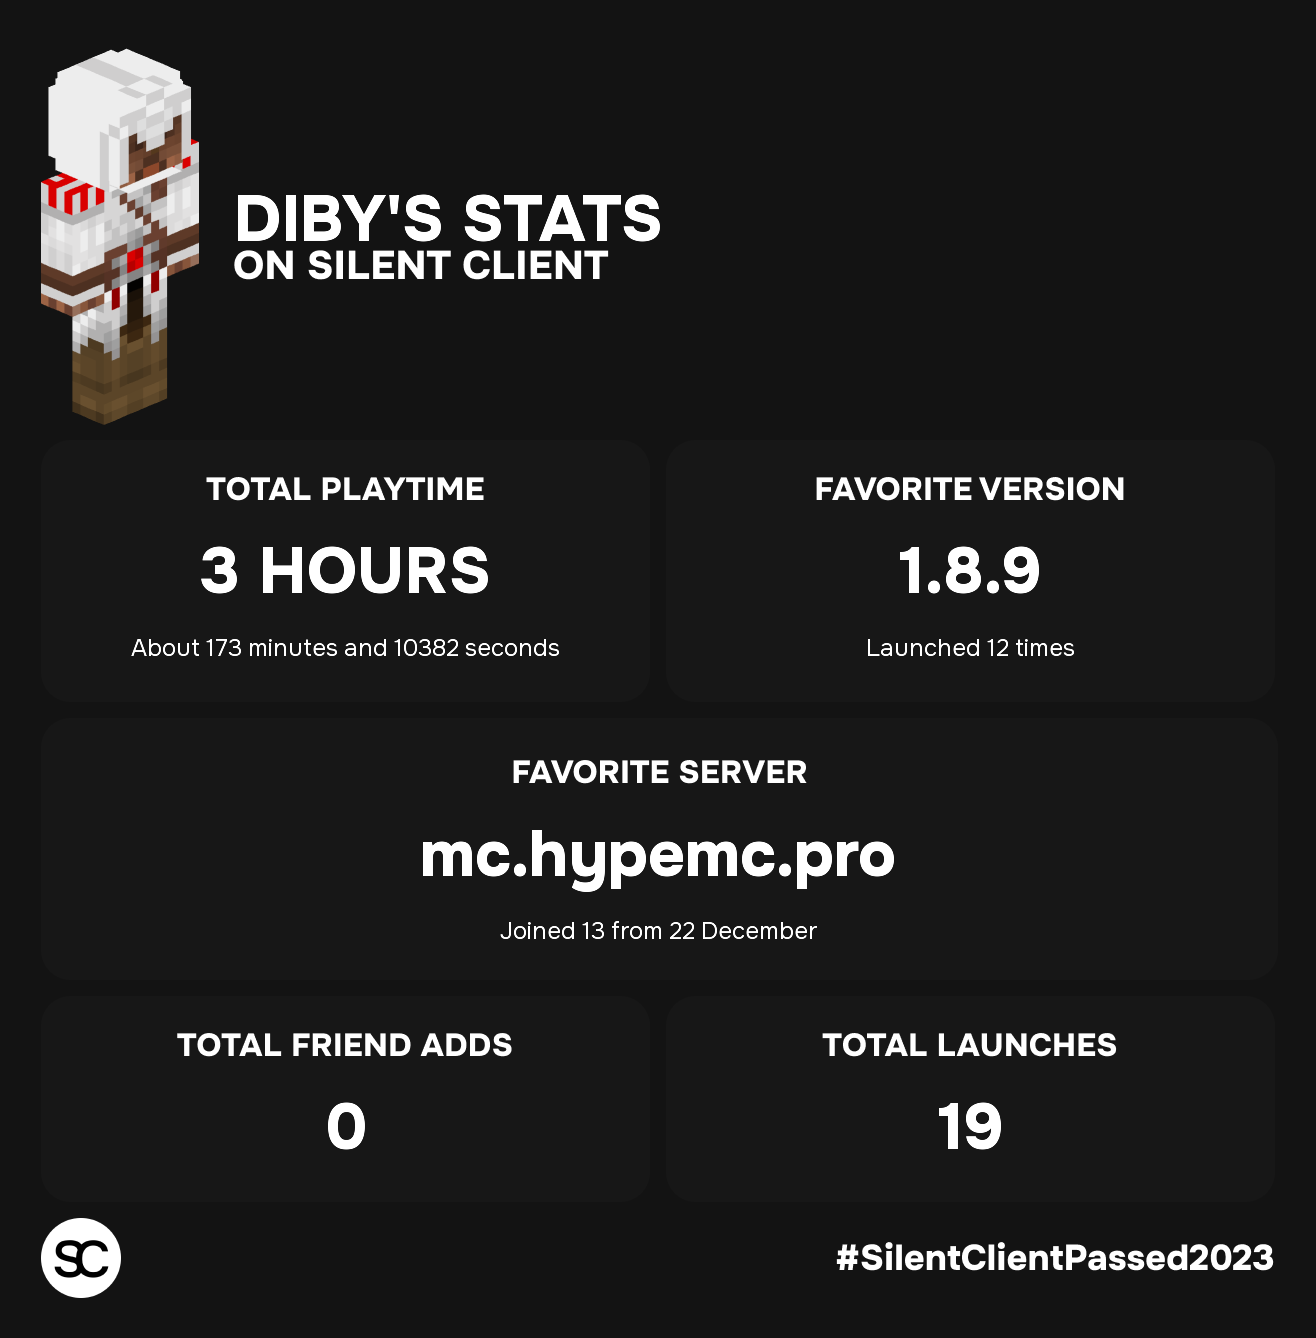 DIBY'S STATS
ON SILENT CLIENT
TOTAL PLAYTIME
3 HOURS
About 173 minutes and 10382 seconds
FAVORITE VERSION
1.8.9
Launched 12 times
FAVORITE SERVER
mc.hypemc.pro
Joined 13 from 22 December
TOTAL FRIEND ADDS
0
TOTAL LAUNCHES
19
SC
#SilentClientPassed2023